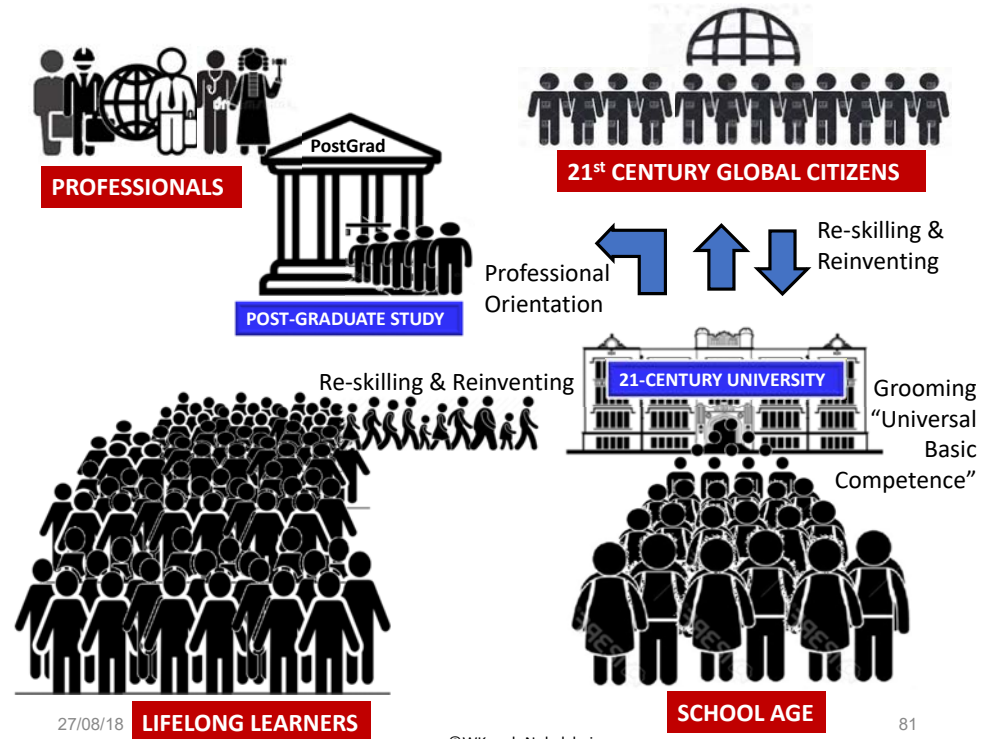 PostGrad
PROFESSIONALS
21st CENTURY GLOBAL CITIZENS
Re-skilling &
Reinventing
Professional
Orientation
POST-GRADUATE STUDY
Re-skilling & Reinventing
21-CENTURY UNIVERSITY
Grooming
“Universal
Basic
Competence”
27/08/18
LIFELONG LEARNERS
SCHOOL AGE
81